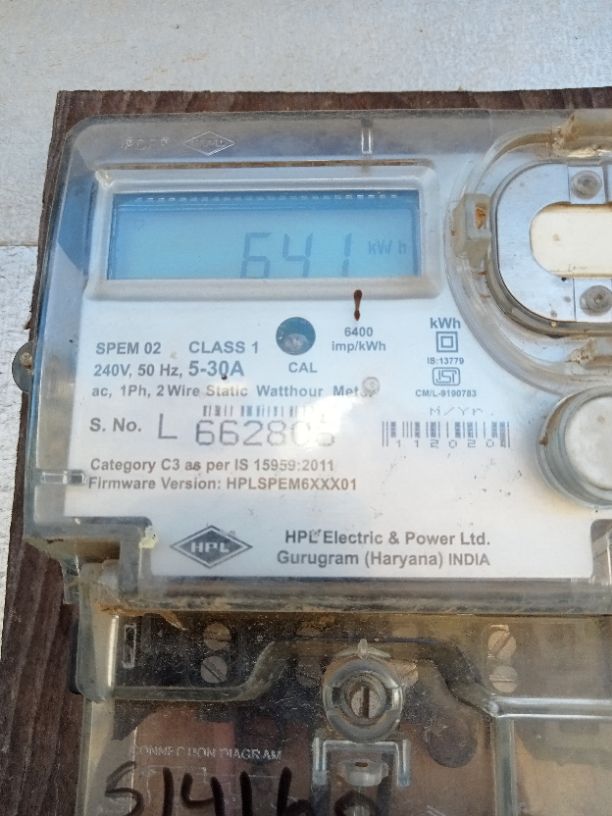 641 kWh
6400
imp/kWh
kWh
SPEM 02 CLASS 1
CAL
IS:13779
240V, 50 Hz, 5-30A
ac, 1Ph, 2 Wire Static Watthour Meter
CM/L-9190783
M/Yr.
S. No. L
112020
Category C3 as per IS 15959:2011
Firmware Version: HPLSPEM6XXX01
HPL
HPL Electric & Power Ltd.
Gurugram (Haryana) INDIA
CONNECTION DIAGRAM